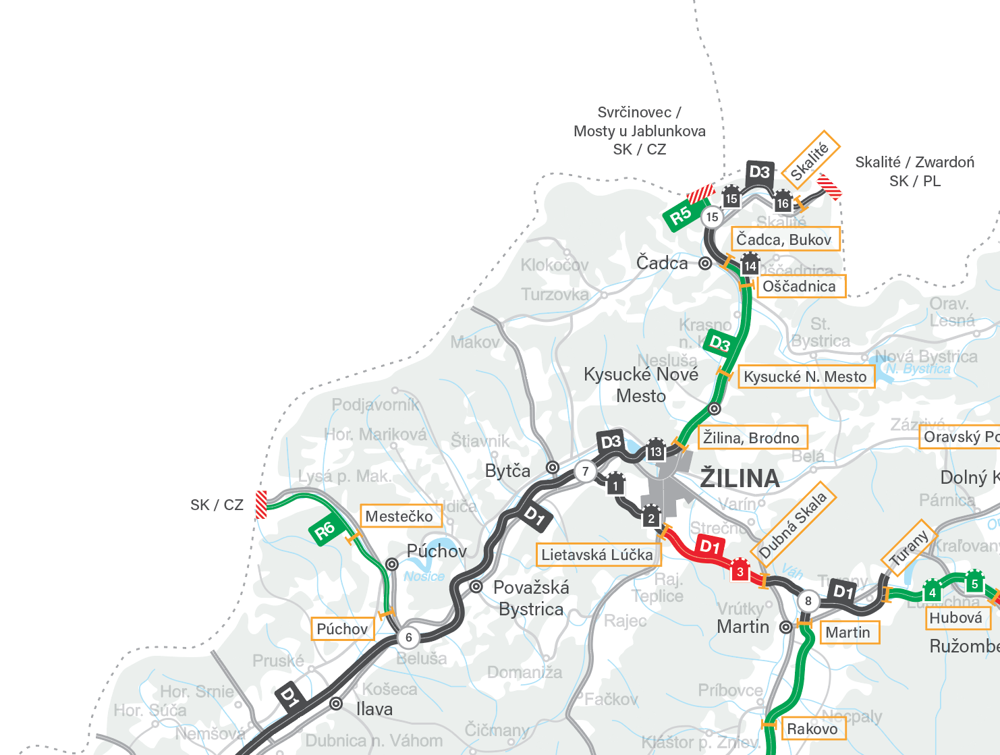 Svrčinovec /
Mosty u Jablunkova
SK / CZ
Skalité / Zwardoń
SK / PL
Skalité
D3
15
16
R5
15
Skalité
Čadca, Bukov
Čadca
14
Oščadnica
Oščadnica
Klokočov
Turzovka
Orav.
Lesná
Krasno
St.
Bystrica
Makov
D3
Nesluša
Nová Bystrica
N. Bystrica
Kysucké Nové
Mesto
Kysucké N. Mesto
Podjavorník
Hor. Mariková
Štiavnik
Zázrivá
Žilina, Brodno
Oravský Po
D3
13
Belá
Bytča
7
1
ŽILINA
Dolný K
Lysá p. Mak.
SK / CZ
Varín
Párnica
Mestečko
D1
2
Strečno
Dubná Skala
R6
Púchov
Lietavská Lúčka
D1
3
Turany
Kraľovany
Nosice
Váh
Považská
Bystrica
Raj.
Teplice
Turany
D1
8
4
5
Vrútky
Hubová
Rajec
Martin
Martin
Púchov
6
Ružombe
Beluša
Pruské
Domaniža
Košeca
D1
Hor. Srnie
Hor. Súča
Ilava
Fačkov
Príbovce
Necpaly
Nemšová
Čičmany
Rakovo
Dubnica n. Váhom
Kláštor p. Zniev.